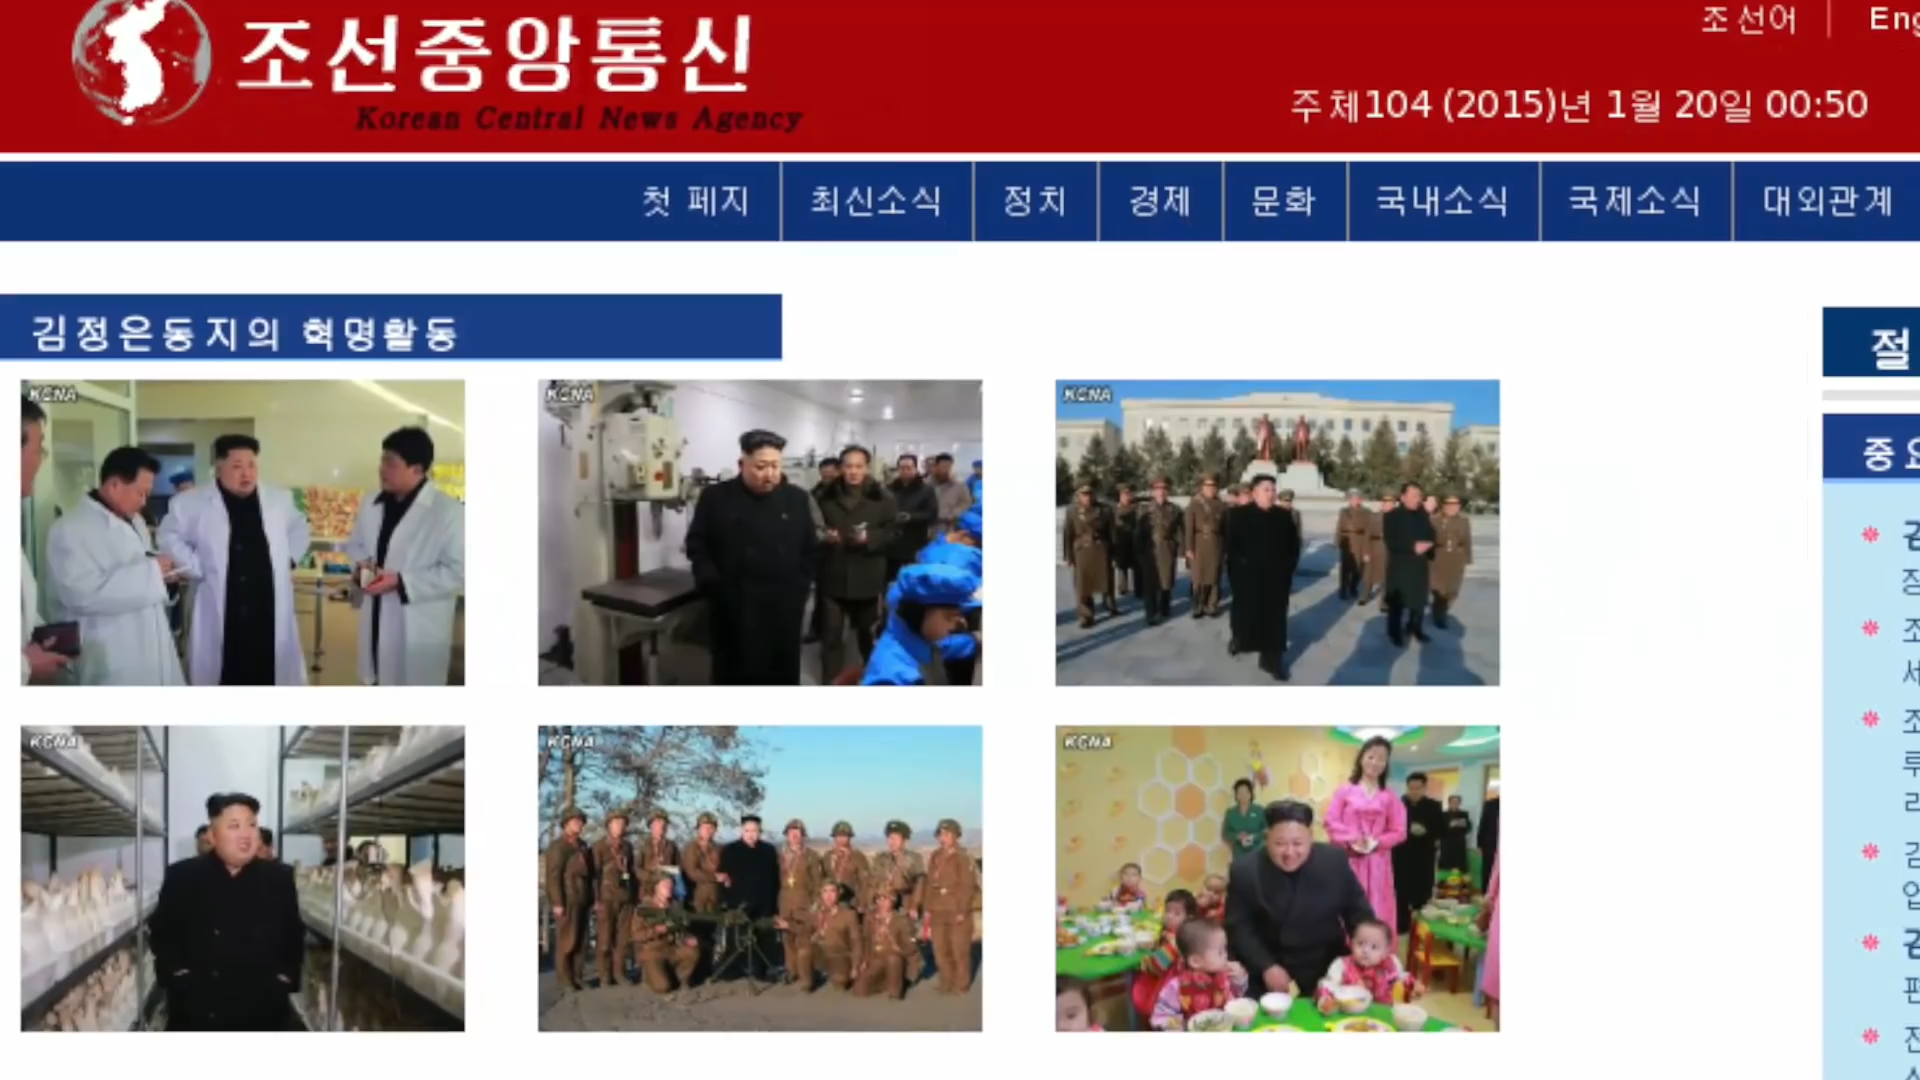 조선중앙통신
Korean Central News Agency
조선어
주체104 (2015)년 1월 20일 00:50
첫 페지 최신소식 정치 경제 문화 국내소식 국제소식 대외관계
김정은동지의 혁명활동
KCNA KCNA KCNA
KCNA KCNA KCNA